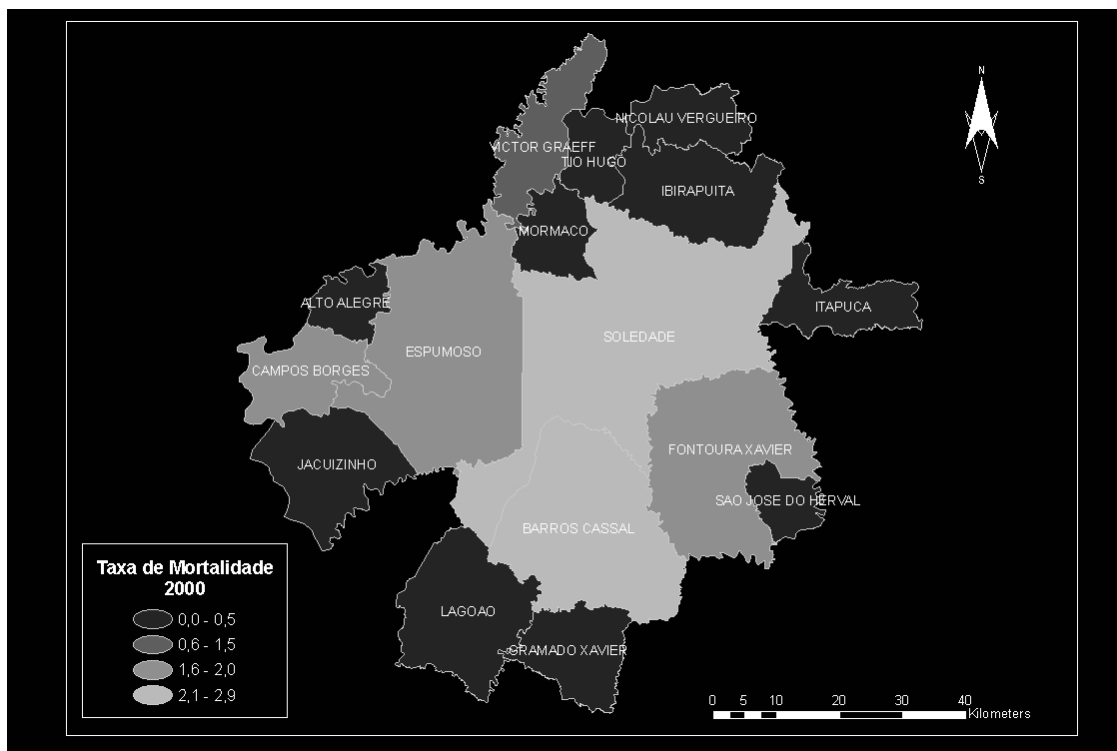 N
S
NICOLAU VERGUEIRO
VICTOR GRAEFF
TIO HUGO
IBIRAPUITA
MORMACO
ALTO ALEGRE
ITAPUCA
SOLEDADE
ESPUMOSO
CAMPOS BORGES
FONTOURA XAVIER
JACUIZINHO
SAO JOSE DO HERVAL
BARROS CASSAL
LAGOAO
GRAMADO XAVIER
Taxa de Mortalidade
2000
0,0 - 0,5
0,6 - 1,5
1,6 - 2,0
2,1 - 2,9
0 5 10 20 30 40
Kilometers